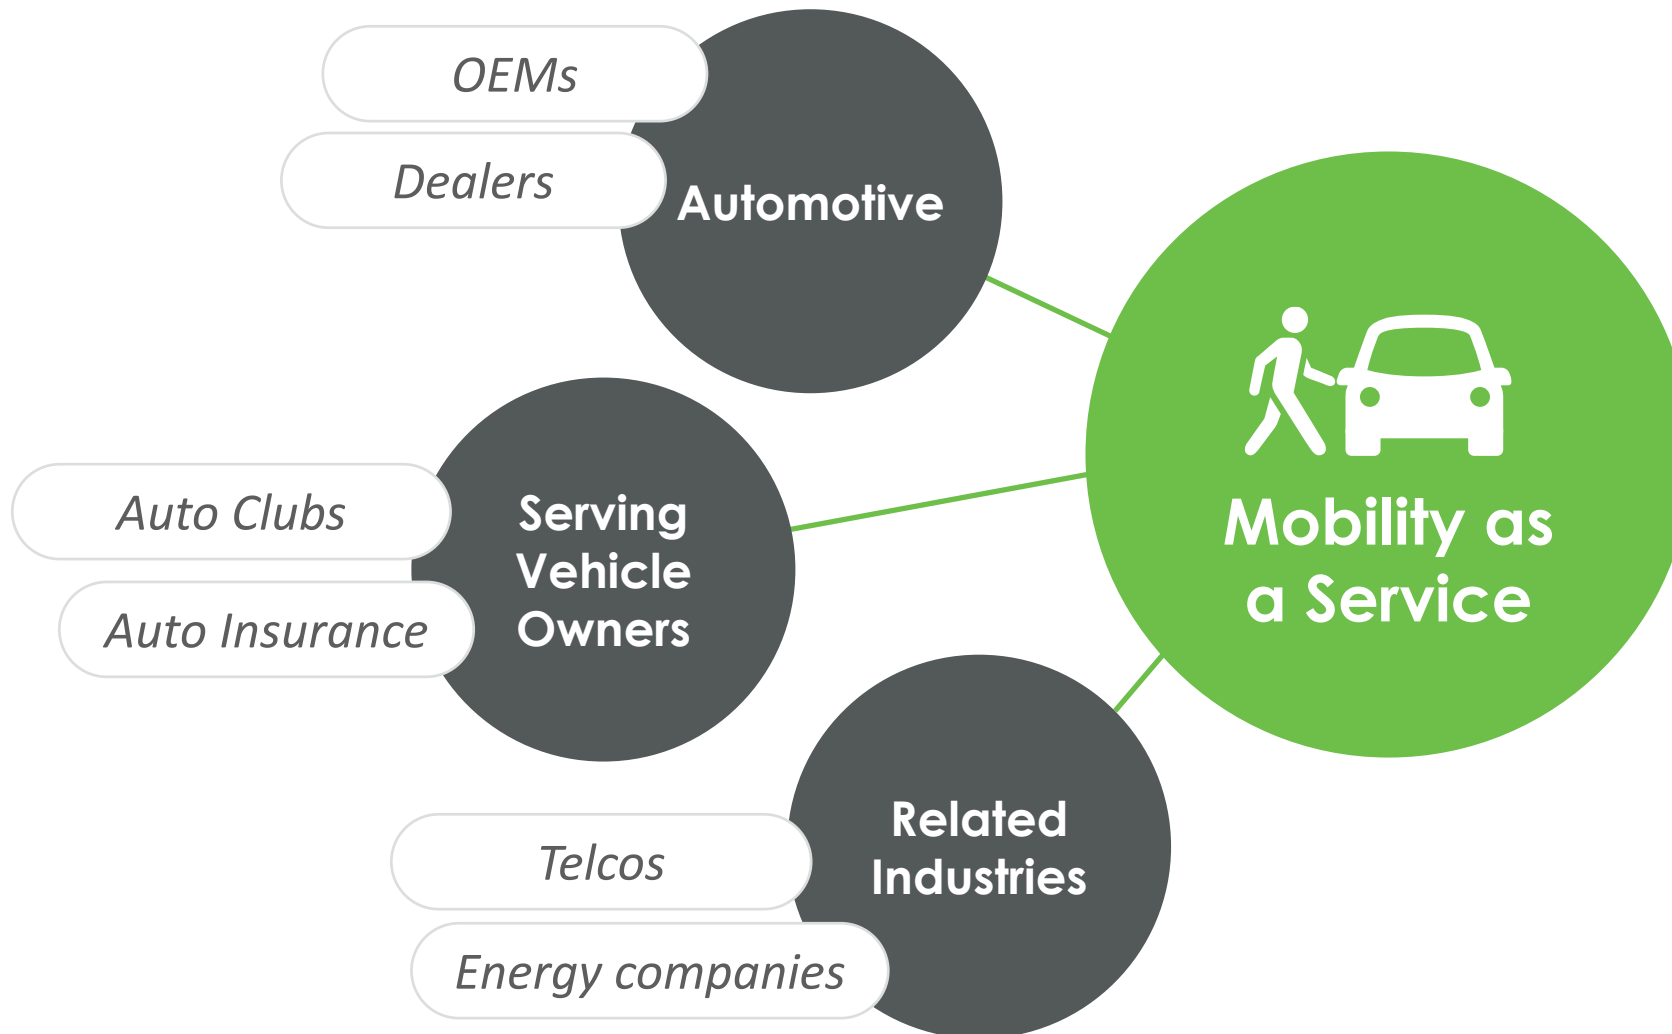 OEMs
Dealers
Automotive
Auto Clubs
Auto Insurance
Serving
Vehicle
Owners
Telcos
Energy companies
Related
Industries
Mobility as
a Service